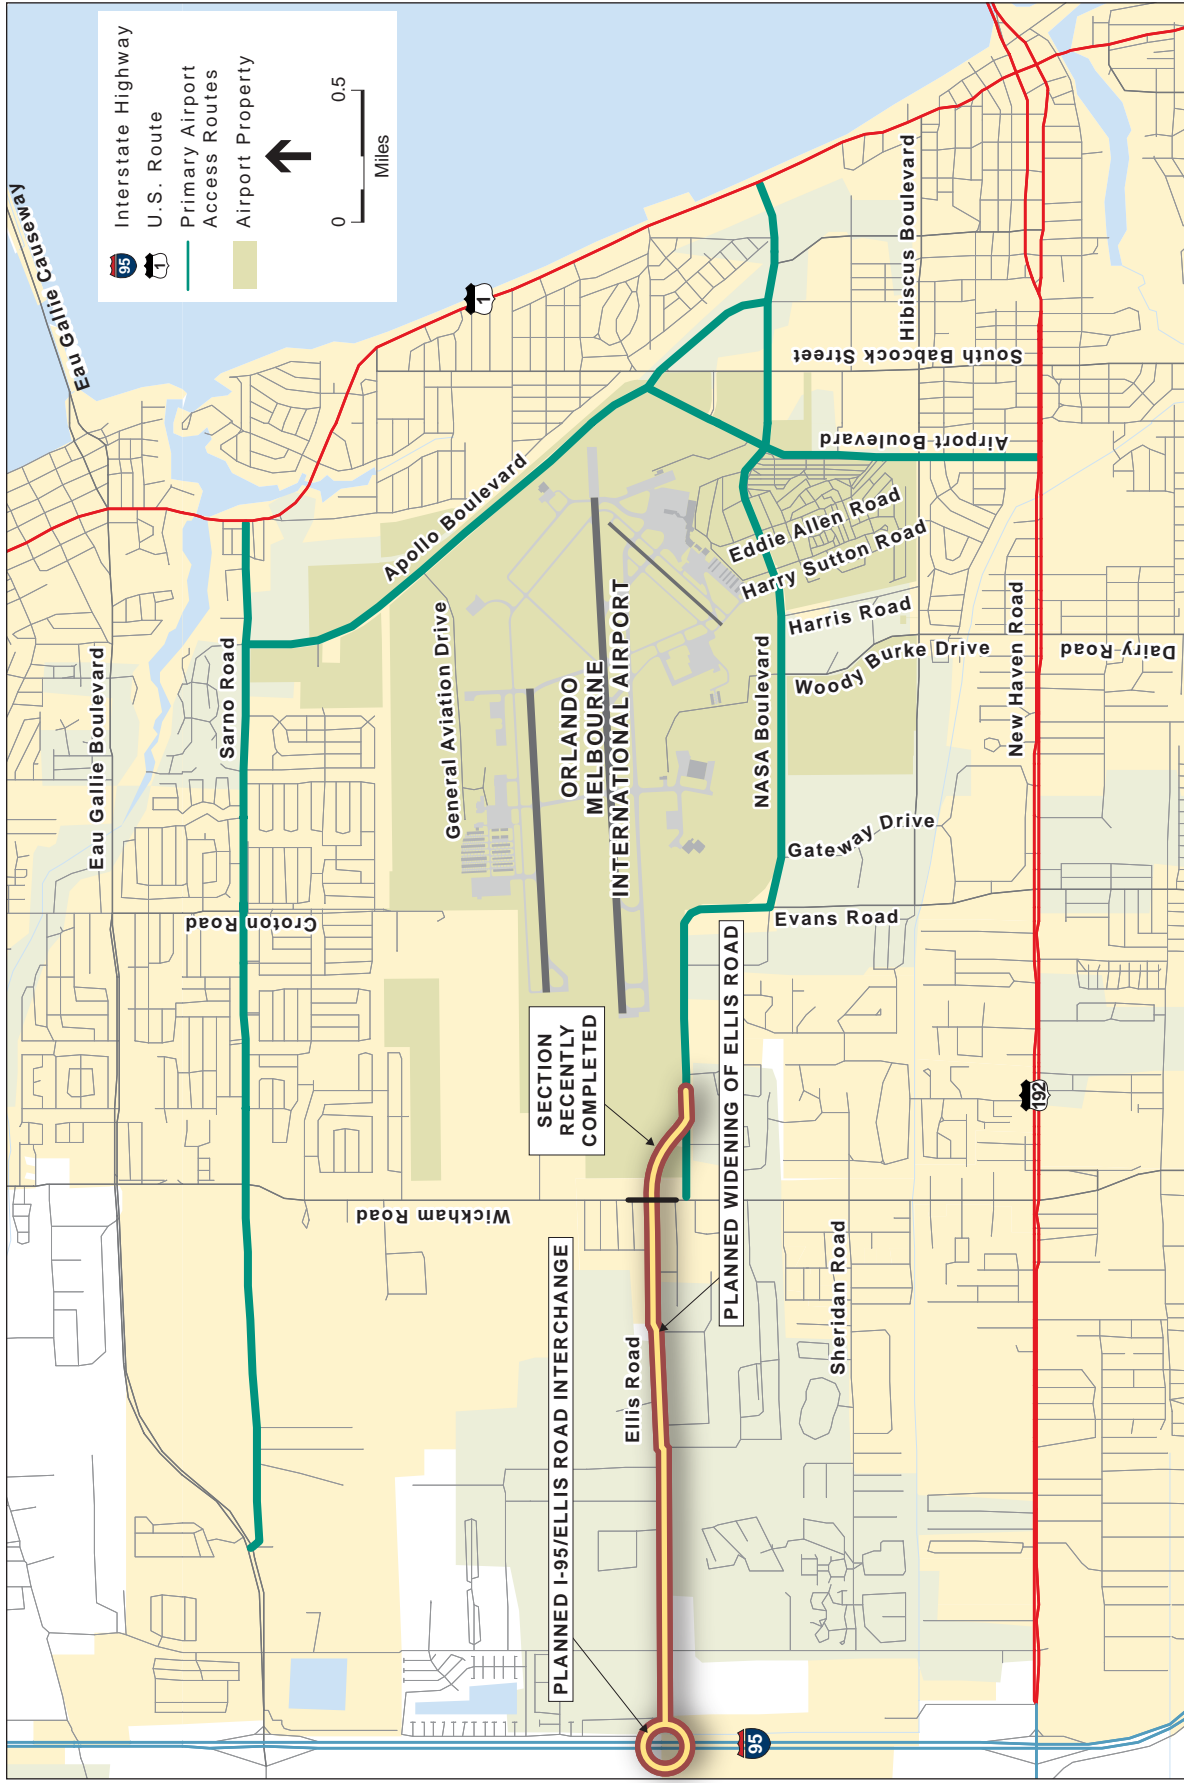 Interstate Highway
95
U.S. Route
1
Primary Airport
Access Routes
Airport Property
0
0.5
Miles
Eau Gallie Causeway
1
Eau Gallie Boulevard
Sarno Road
Croton Road
Wickham Road
Apollo Boulevard
General Aviation Drive
ORLANDO
MELBOURNE
INTERNATIONAL AIRPORT
SECTION
RECENTLY
COMPLETED
PLANNED I-95/ELLIS ROAD INTERCHANGE
Ellis Road
PLANNED WIDENING OF ELLIS ROAD
95
NASA Boulevard
Eddie Allen Road
Harry Sutton Road
Harris Road
Woody Burke Drive
Gateway Drive
Evans Road
Sheridan Road
Airport Boulevard
South Babcock Street
Hibiscus Boulevard
New Haven Road
Dairy Road
192